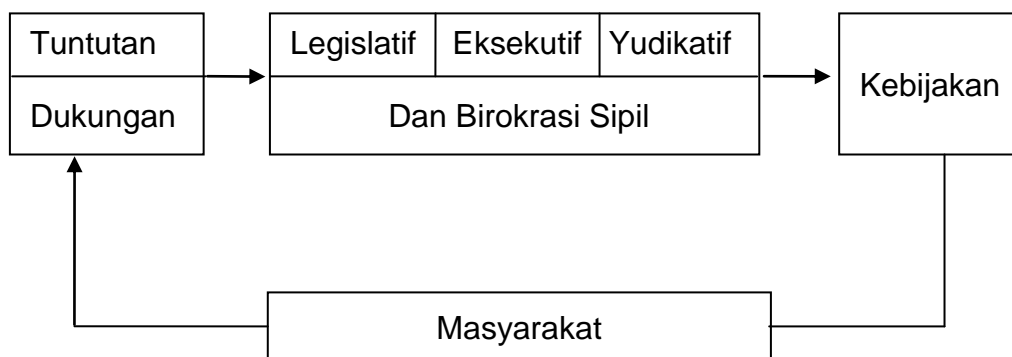 Tuntutan
Dukungan
Legislatif
Eksekutif
Yudikatif
Dan Birokrasi Sipil
Kebijakan
Masyarakat